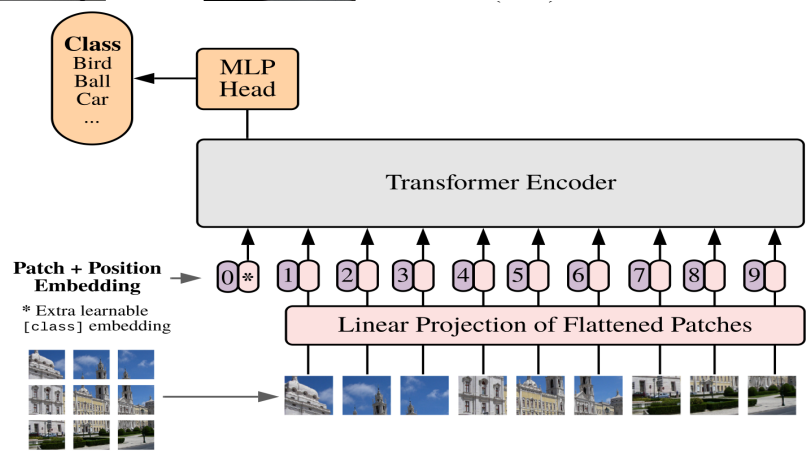 Class
Bird
Ball
Car
...
MLP
Head
Transformer Encoder
Patch + Position
Embedding
0 * 1 2 3 4 5 6 7 8 9
* Extra learnable
[class] embedding
Linear Projection of Flattened Patches